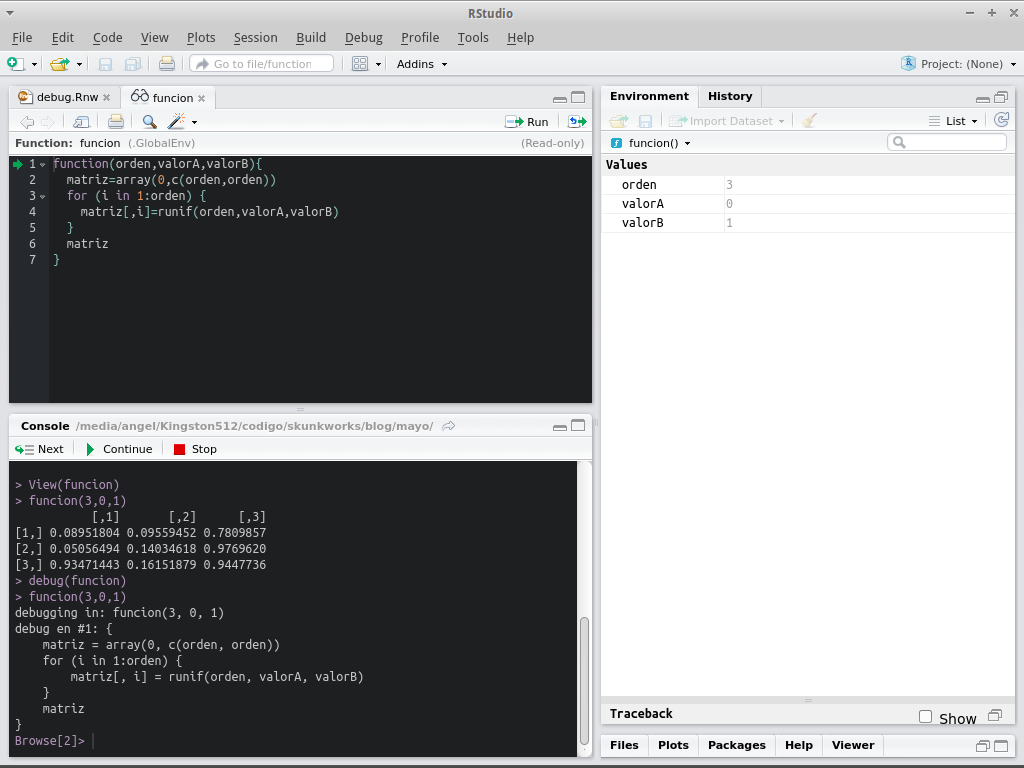 RStudio
File Edit Code View Plots Session Build Debug Profile Tools Help
Go to file/function Addins Project: (None)
debug.Rnw funcion
Run
Function: funcion (.GlobalEnv) (Read-only)
1 function(orden,valorA,valorB){
2   matriz=array(0,c(orden,orden))
3   for (i in 1:orden) {
4     matriz[,i]=runif(orden,valorA,valorB)
5   }
6   matriz
7 }
Console /media/angel/Kingston512/codigo/skunkworks/blog/mayo/
Next Continue Stop
> View(funcion)
> funcion(3,0,1)
           [,1]       [,2]      [,3]
[1,] 0.08951804 0.09559452 0.7809857
[2,] 0.05056494 0.14034618 0.9769620
[3,] 0.93471443 0.16151879 0.9447736
> debug(funcion)
> funcion(3,0,1)
debugging in: funcion(3, 0, 1)
debug en #1: {
    matriz = array(0, c(orden, orden))
    for (i in 1:orden) {
        matriz[, i] = runif(orden, valorA, valorB)
    }
    matriz
}
Browse[2]>
Environment History
Import Dataset List
funcion()
Values
orden 3
valorA 0
valorB 1
Traceback Show
Files Plots Packages Help Viewer